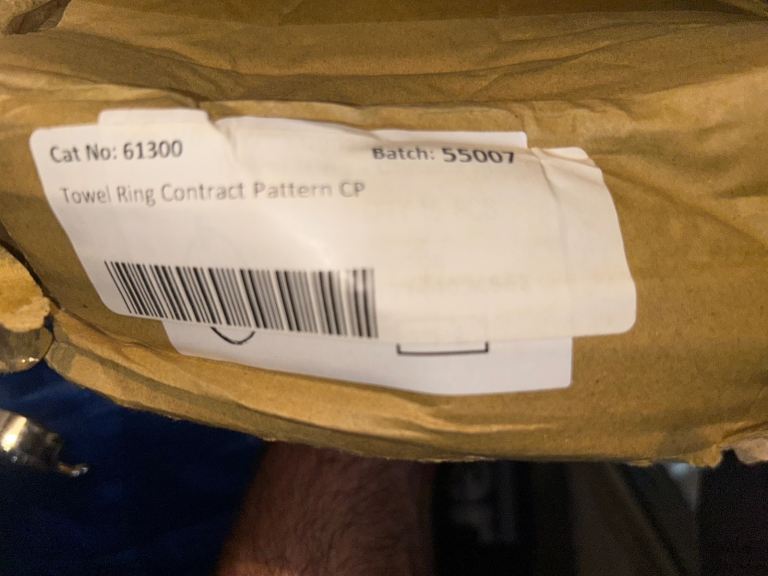 Cat No: 61300
Batch: 55007
Towel Ring Contract Pattern CP